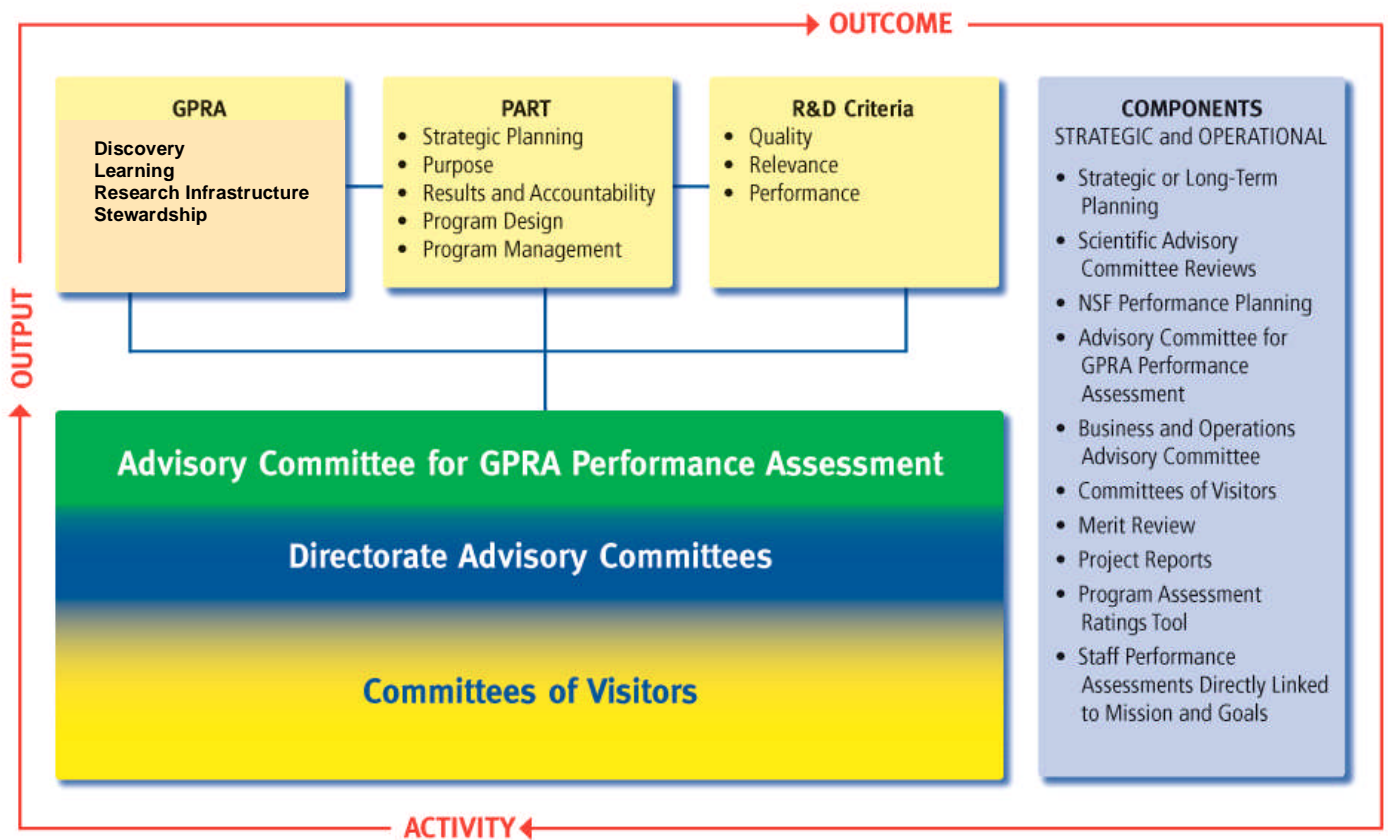 OUTCOME
GPRA
Discovery
Learning
Research Infrastructure
Stewardship
PART
• Strategic Planning
• Purpose
• Results and Accountability
• Program Design
• Program Management
R&D Criteria
• Quality
• Relevance
• Performance
COMPONENTS
STRATEGIC and OPERATIONAL
• Strategic or Long-Term
Planning
• Scientific Advisory
Committee Reviews
• NSF Performance Planning
• Advisory Committee for
GPRA Performance
Assessment
• Business and Operations
Advisory Committee
• Committees of Visitors
• Merit Review
• Project Reports
• Program Assessment
Ratings Tool
• Staff Performance
Assessments Directly Linked
to Mission and Goals
OUTPUT
Advisory Committee for GPRA Performance Assessment
Directorate Advisory Committees
Committees of Visitors
ACTIVITY